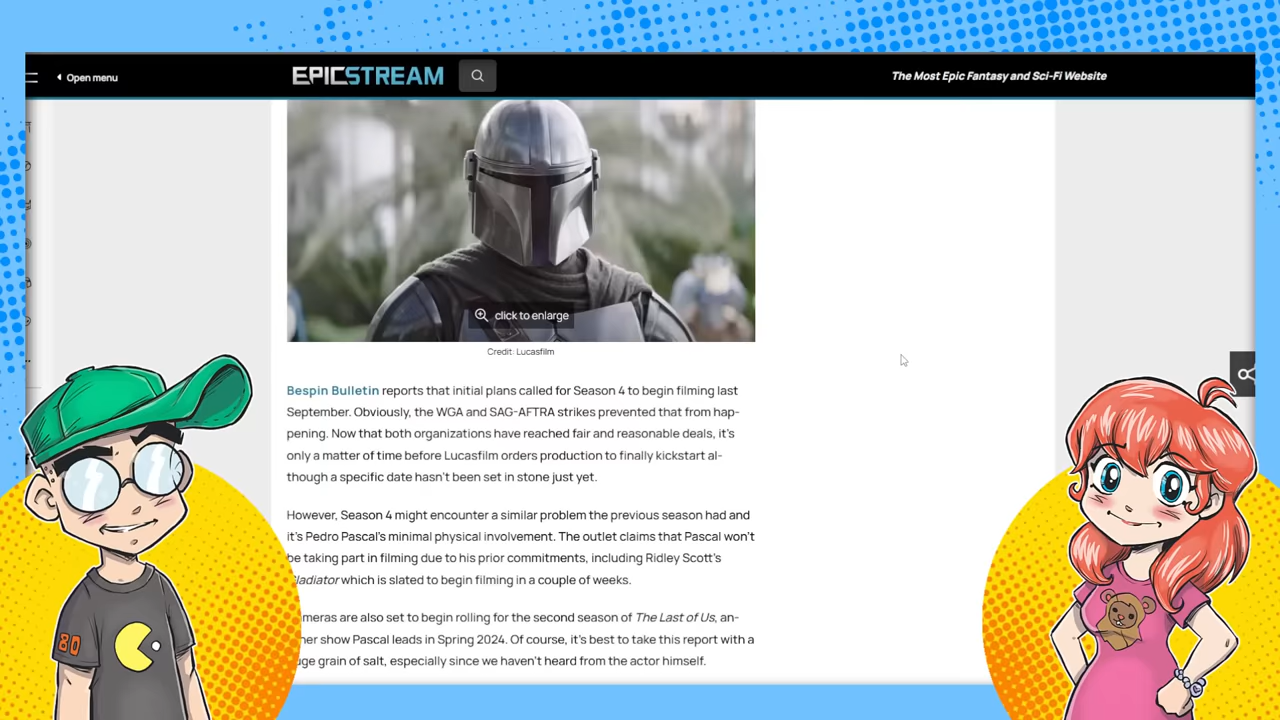 Open menu
EPICSTREAM
The Most Epic Fantasy and Sci-Fi Website
click to enlarge
Credit: Lucasfilm
Bespin Bulletin reports that initial plans called for Season 4 to begin filming last
September. Obviously, the WGA and SAG-AFTRA strikes prevented that from hap-
pening. Now that both organizations have reached fair and reasonable deals, it's
only a matter of time before Lucasfilm orders production to finally kickstart al-
though a specific date hasn't been set in stone just yet.
However, Season 4 might encounter a similar problem the previous season had and
it's Pedro Pascal's minimal physical involvement. The outlet claims that Pascal won't
be taking part in filming due to his prior commitments, including Ridley Scott's
ladiator which is slated to begin filming in a couple of weeks.
meras are also set to begin rolling for the second season of The Last of Us, an-
her show Pascal leads in Spring 2024. Of course, it's best to take this report with a
uge grain of salt, especially since we haven't heard from the actor himself.
80